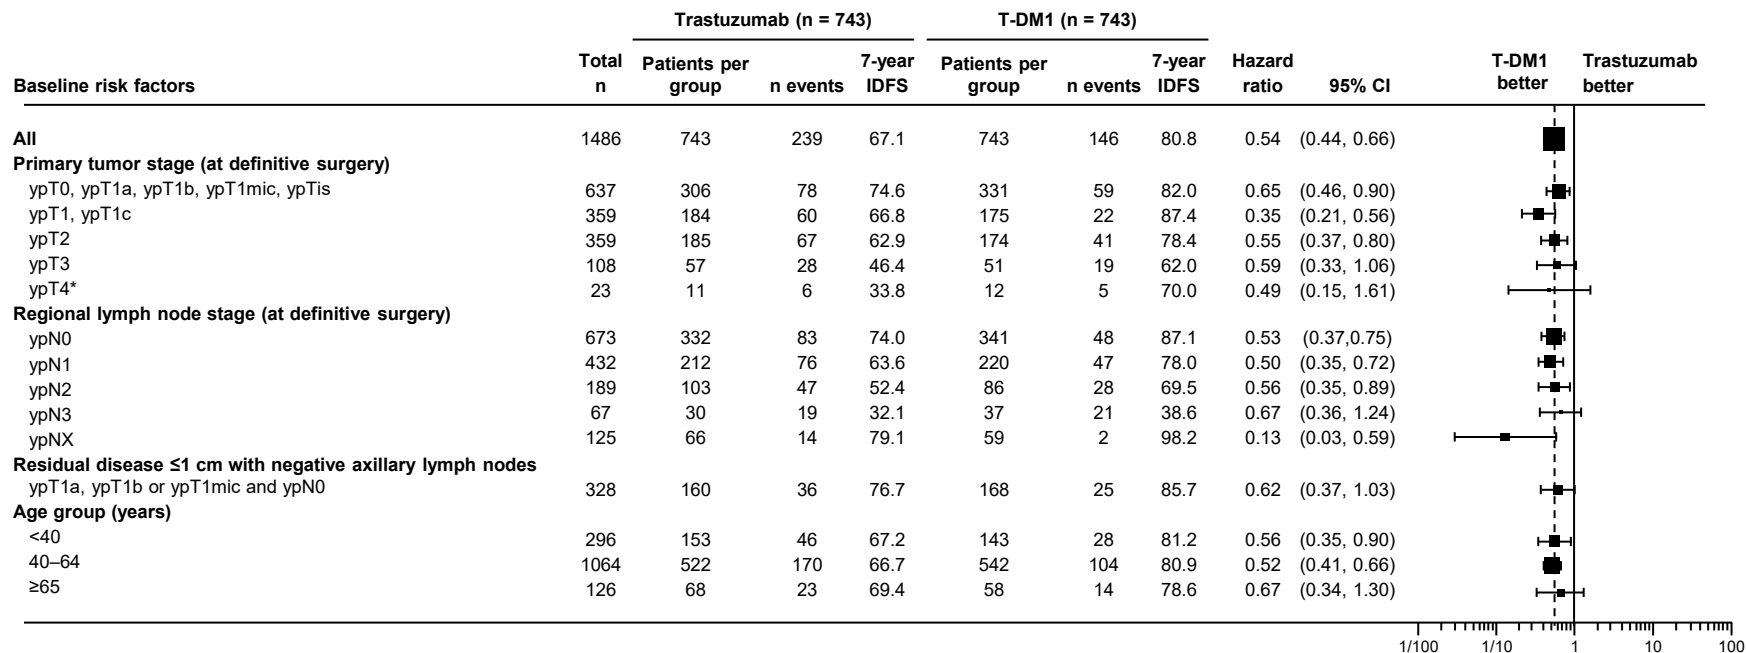 Trastuzumab (n = 743) T-DM1 (n = 743)
Total Patients per 7-year Patients per 7-year Hazard T-DM1 Trastuzumab
Baseline risk factors n group n events IDFS group n events IDFS ratio 95% CI better better
All 1486 743 239 67.1 743 146 80.8 0.54 (0.44, 0.66)
Primary tumor stage (at definitive surgery)
ypT0, ypT1a, ypT1b, ypT1mic, ypTis 637 306 78 74.6 331 59 82.0 0.65 (0.46, 0.90)
ypT1, ypT1c 359 184 60 66.8 175 22 87.4 0.35 (0.21, 0.56)
ypT2 359 185 67 62.9 174 41 78.4 0.55 (0.37, 0.80)
ypT3 108 57 28 46.4 51 19 62.0 0.59 (0.33, 1.06)
ypT4* 23 11 6 33.8 12 5 70.0 0.49 (0.15, 1.61)
Regional lymph node stage (at definitive surgery)
ypN0 673 332 83 74.0 341 48 87.1 0.53 (0.37,0.75)
ypN1 432 212 76 63.6 220 47 78.0 0.50 (0.35, 0.72)
ypN2 189 103 47 52.4 86 28 69.5 0.56 (0.35, 0.89)
ypN3 67 30 19 32.1 37 21 38.6 0.67 (0.36, 1.24)
ypNX 125 66 14 79.1 59 2 98.2 0.13 (0.03, 0.59)
Residual disease ≤1 cm with negative axillary lymph nodes
ypT1a, ypT1b or ypT1mic and ypN0 328 160 36 76.7 168 25 85.7 0.62 (0.37, 1.03)
Age group (years)
<40 296 153 46 67.2 143 28 81.2 0.56 (0.35, 0.90)
40–64 1064 522 170 66.7 542 104 80.9 0.52 (0.41, 0.66)
≥65 126 68 23 69.4 58 14 78.6 0.67 (0.34, 1.30)
1/100 1/10 1 10 100